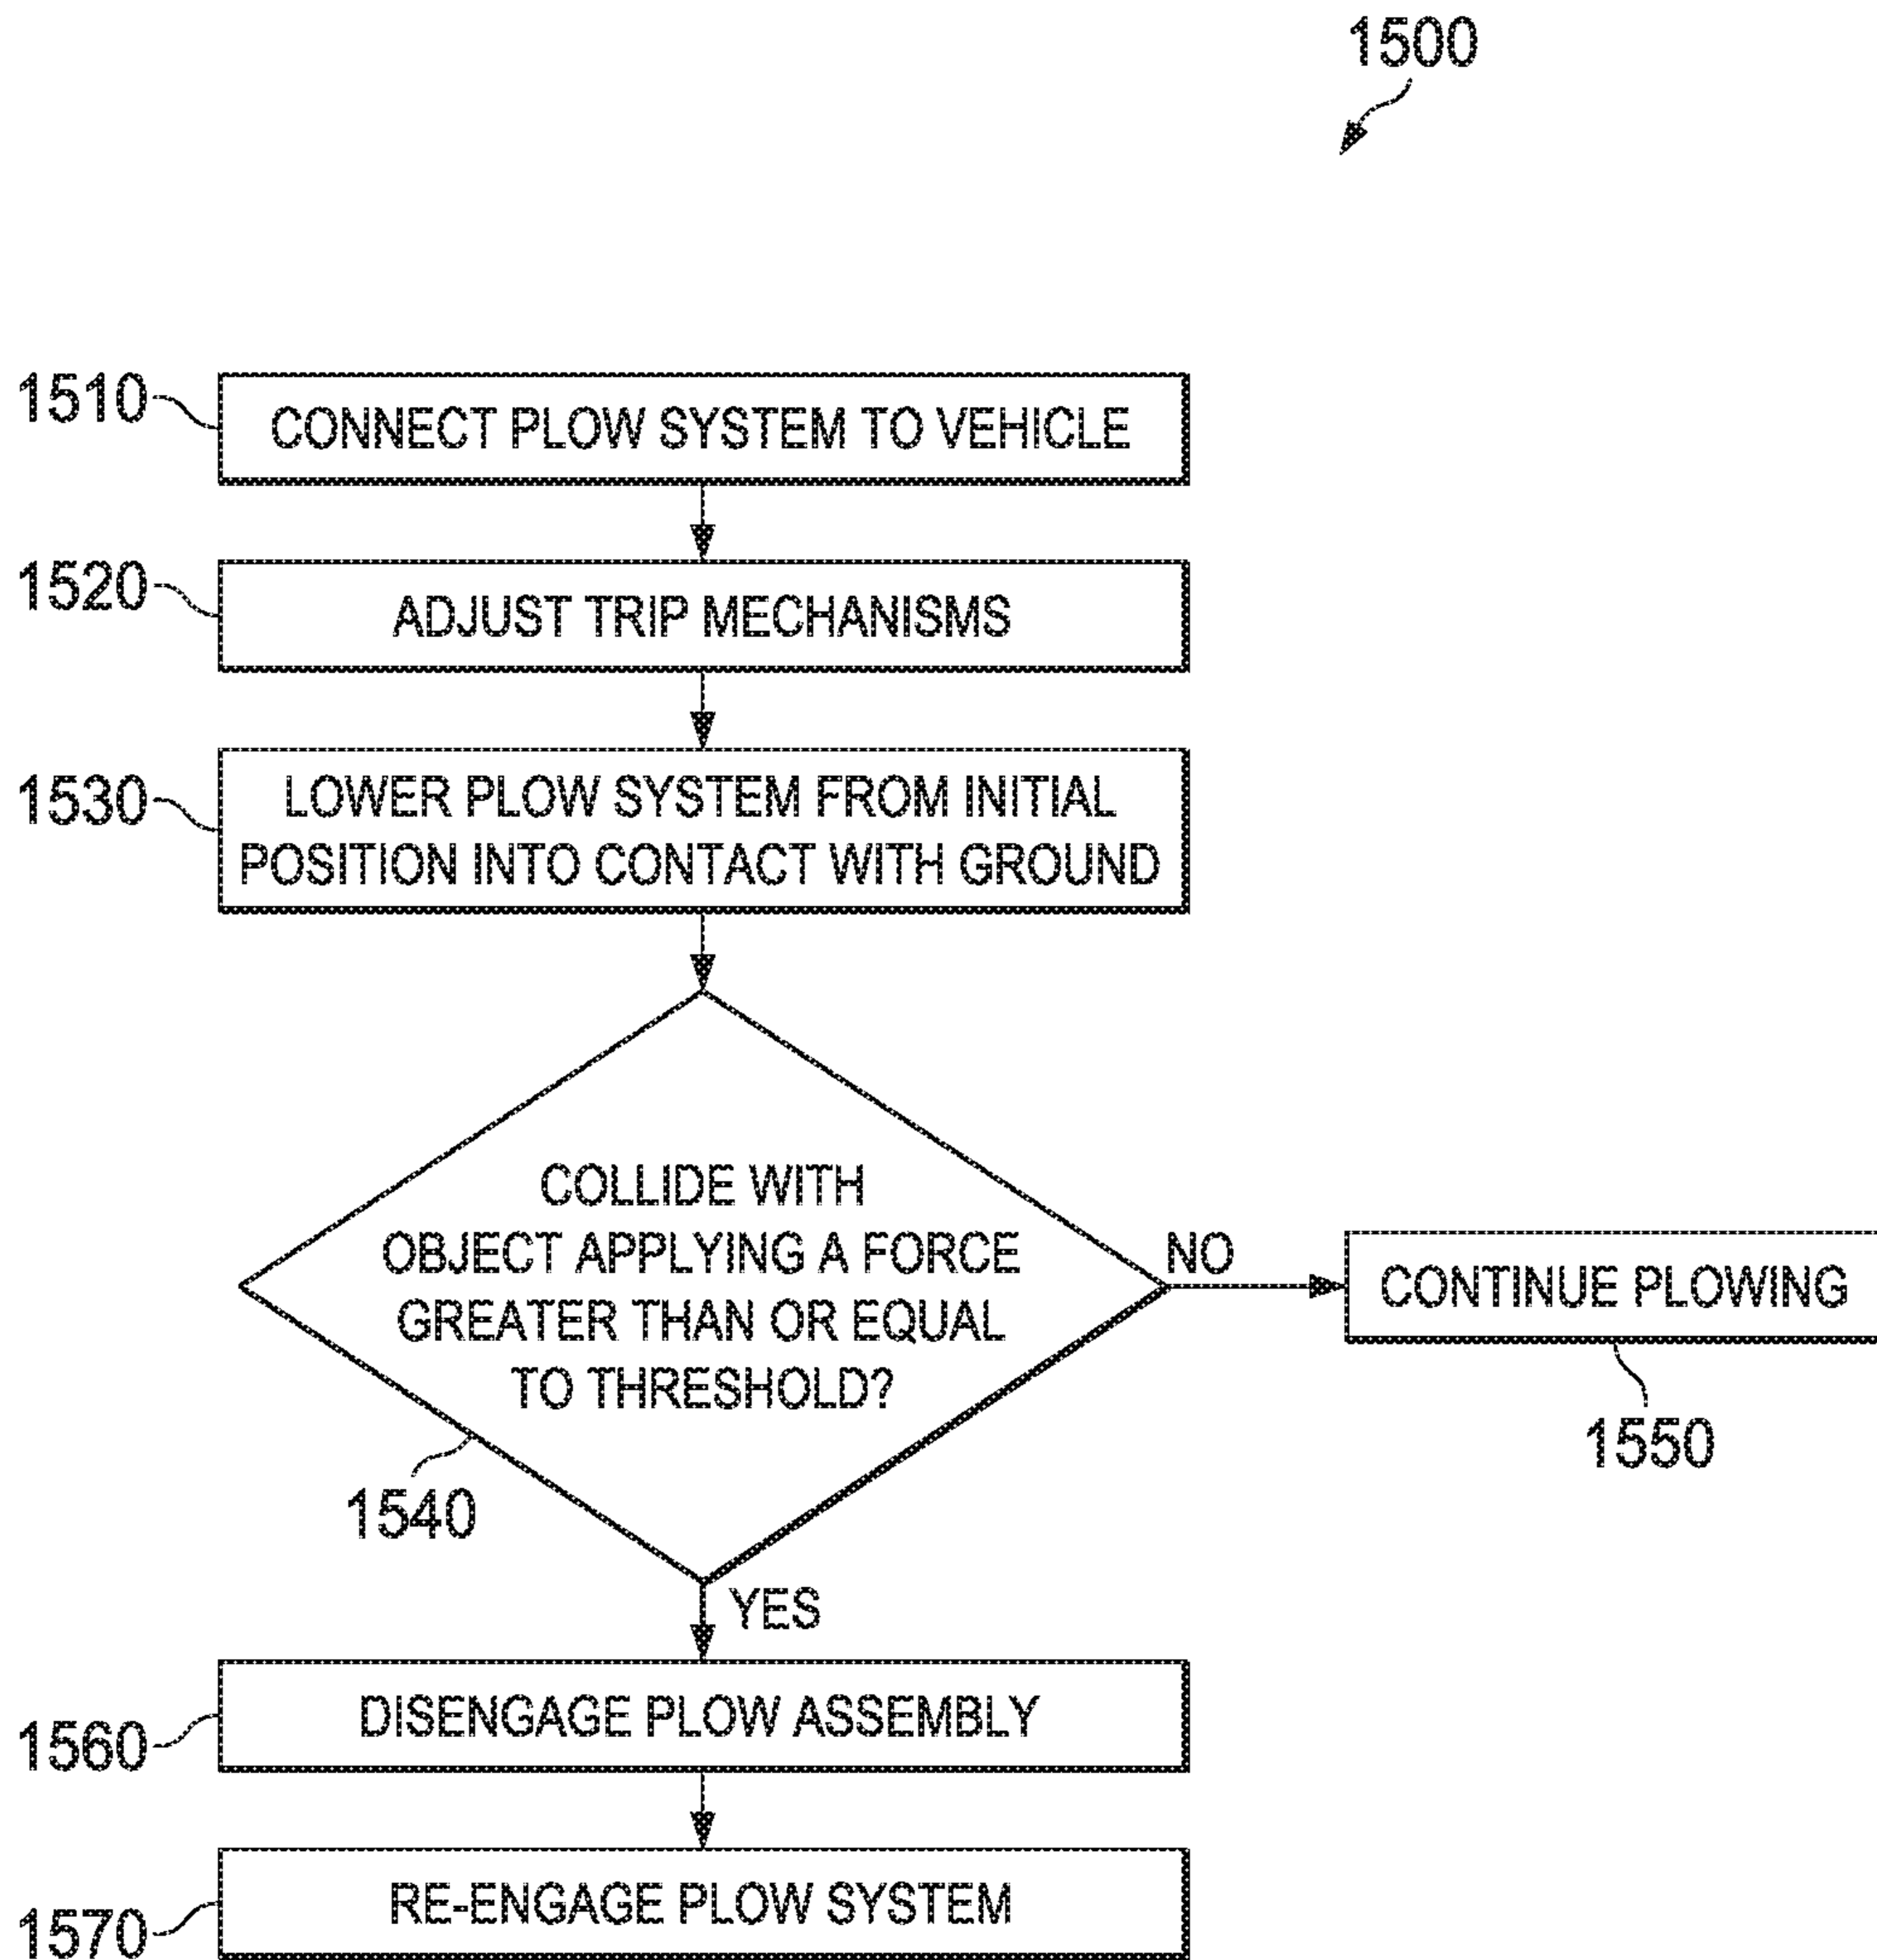 1500
1510
CONNECT PLOW SYSTEM TO VEHICLE
1520
ADJUST TRIP MECHANISMS
1530
LOWER PLOW SYSTEM FROM INITIAL
POSITION INTO CONTACT WITH GROUND
COLLIDE WITH
OBJECT APPLYING A FORCE
GREATER THAN OR EQUAL
TO THRESHOLD?
1540
NO
CONTINUE PLOWING
1550
YES
1560
DISENGAGE PLOW ASSEMBLY
1570
RE-ENGAGE PLOW SYSTEM